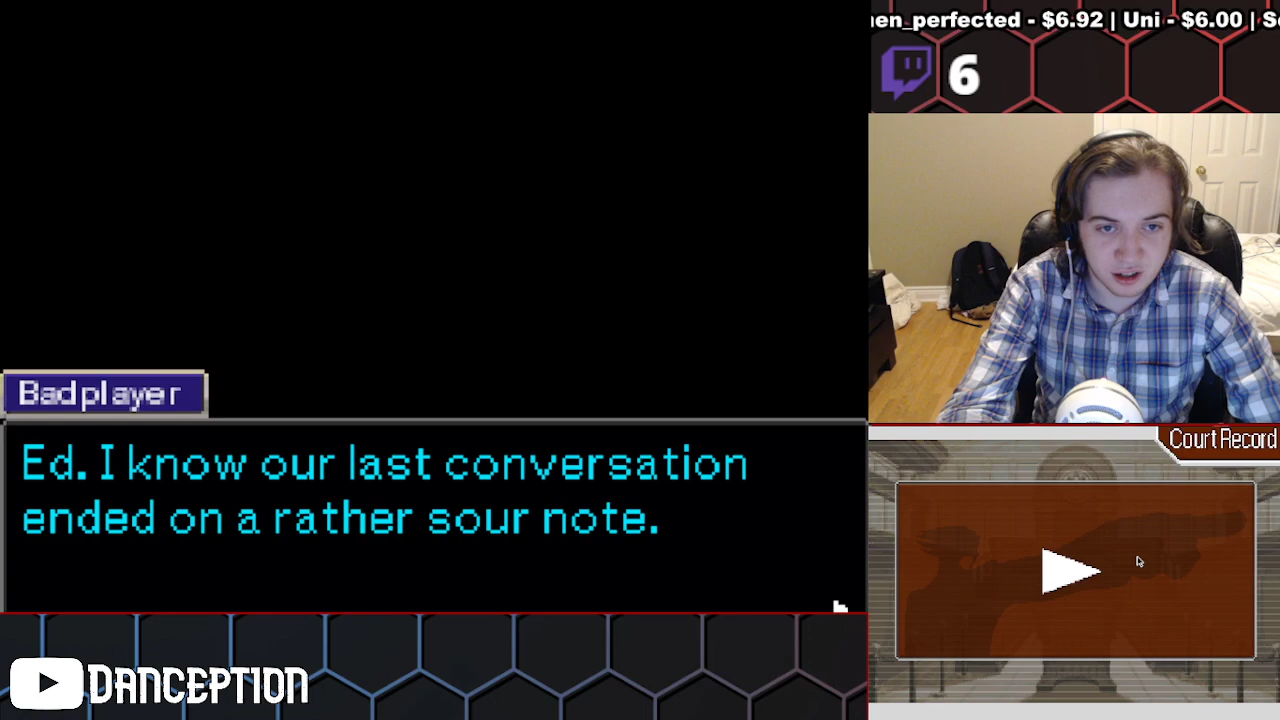 nen_perfected - $6.92 | Uni - $6.00 |
6
Badplayer
Ed. I know our last conversation
ended on a rather sour note.
Court Record
DANCEPTION